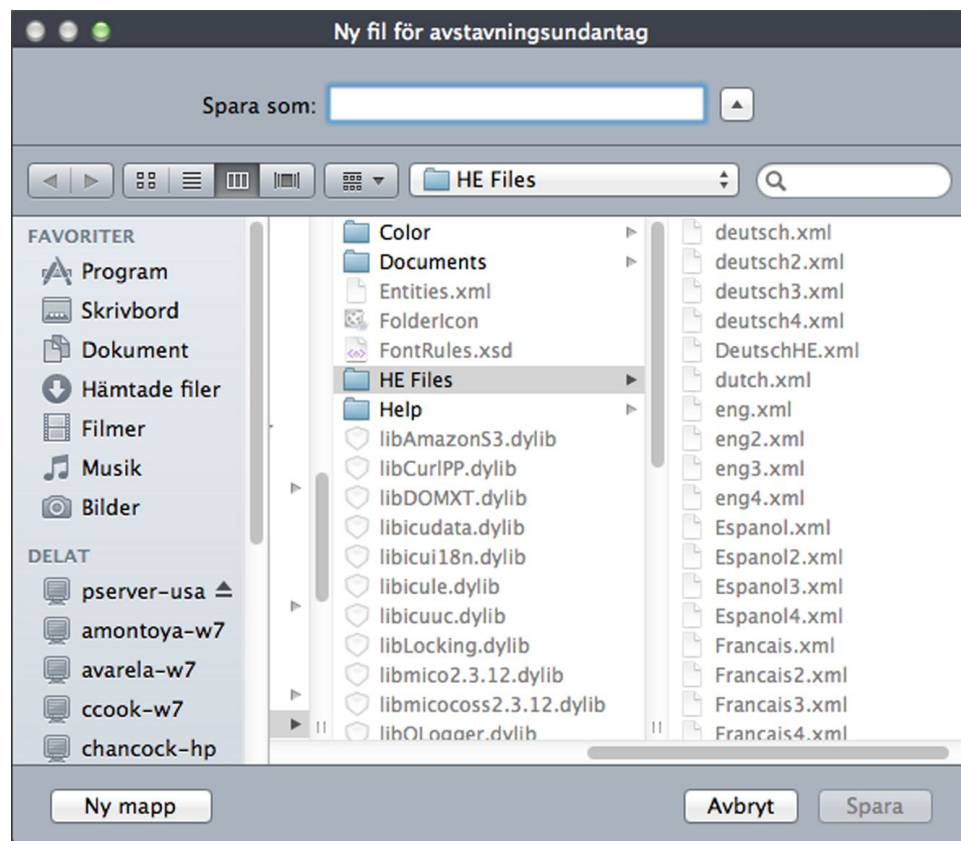 Ny fil för avstavningsundantag
Spara som:
HE Files
FAVORITER
Program
Skrivbord
Dokument
Hämtade filer
Filmer
Musik
Bilder
DELAT
pserver-usa
amontoya-w7
avarela-w7
ccook-w7
chancock-hp
Color
Documents
Entities.xml
FolderIcon
FontRules.xsd
HE Files
Help
libAmazonS3.dylib
libCurlPP.dylib
libDOMXT.dylib
libicudata.dylib
libicui18n.dylib
libicule.dylib
libicuuc.dylib
libLocking.dylib
libmico2.3.12.dylib
libmicocoss2.3.12.dylib
libQLogger.dylib
deutsch.xml
deutsch2.xml
deutsch3.xml
deutsch4.xml
DeutschHE.xml
dutch.xml
eng.xml
eng2.xml
eng3.xml
eng4.xml
Espanol.xml
Espanol2.xml
Espanol3.xml
Espanol4.xml
Francais.xml
Francais2.xml
Francais3.xml
Francais4.xml
Ny mapp
Avbryt
Spara